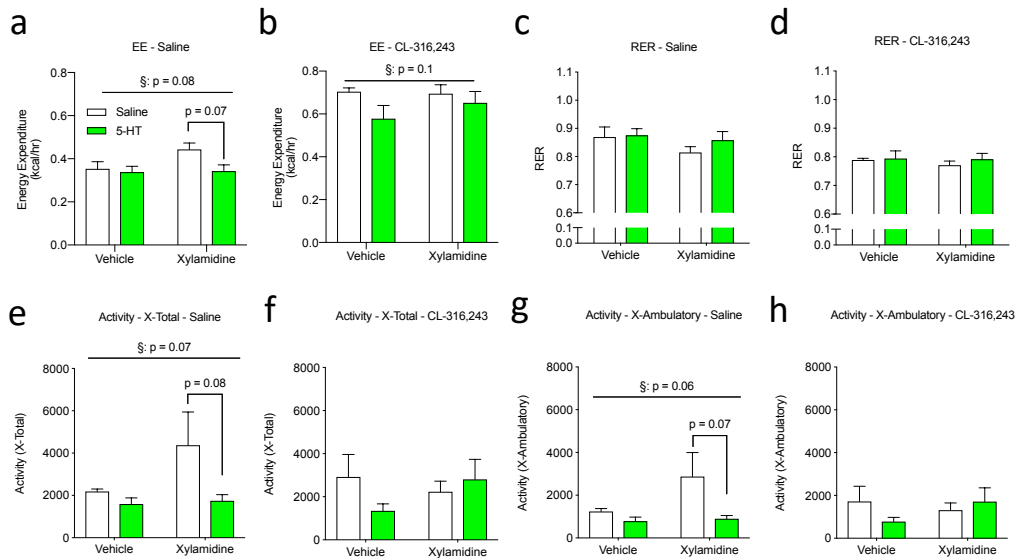 a
EE - Saline
§: p = 0.08
Saline
5-HT
p = 0.07
Energy Expenditure
(kcal/hr)
0.8
0.6
0.4
0.2
0.0
Vehicle
Xylamidine
b
EE - CL-316,243
§: p = 0.1
Energy Expenditure
(kcal/hr)
0.8
0.6
0.4
0.2
0.0
Vehicle
Xylamidine
c
RER - Saline
RER
1.1
1.0
0.9
0.8
0.7
0.6
0.1
0.0
Vehicle
Xylamidine
d
RER - CL-316,243
RER
1.1
1.0
0.9
0.8
0.7
0.6
0.1
0.0
Vehicle
Xylamidine
e
Activity - X-Total - Saline
§: p = 0.07
p = 0.08
Activity (X-Total)
8000
6000
4000
2000
0
Vehicle
Xylamidine
f
Activity - X-Total - CL-316,243
Activity (X-Total)
8000
6000
4000
2000
0
Vehicle
Xylamidine
g
Activity - X-Ambulatory - Saline
§: p = 0.06
p = 0.07
Activity (X-Ambulatory)
8000
6000
4000
2000
0
Vehicle
Xylamidine
h
Activity - X-Ambulatory - CL-316,243
Activity (X-Ambulatory)
8000
6000
4000
2000
0
Vehicle
Xylamidine